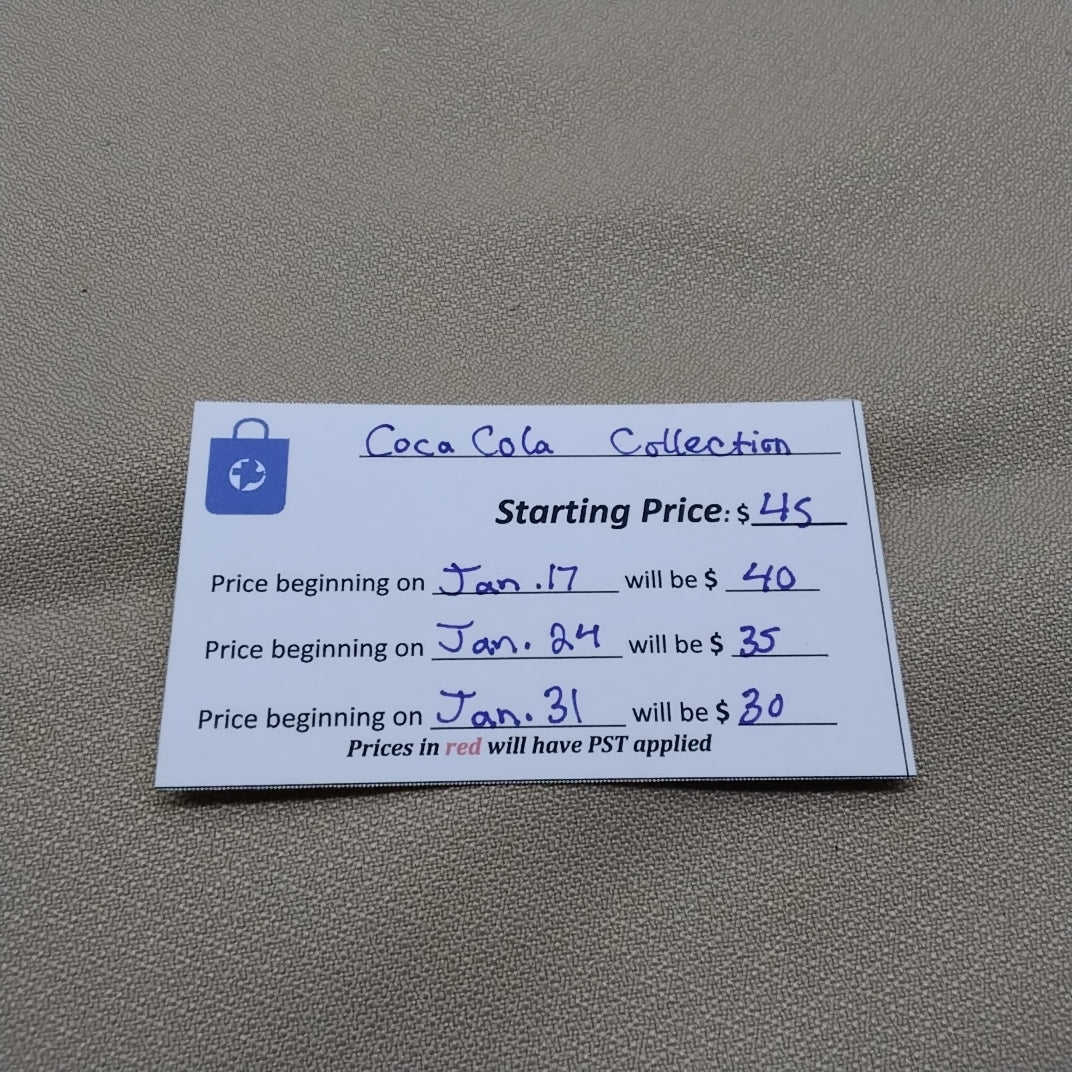 Coca Cola Collection
Starting Price: $ 45
Price beginning on Jan. 17 will be $ 40
Price beginning on Jan. 24 will be $ 35
Price beginning on Jan. 31 will be $ 30
Prices in red will have PST applied